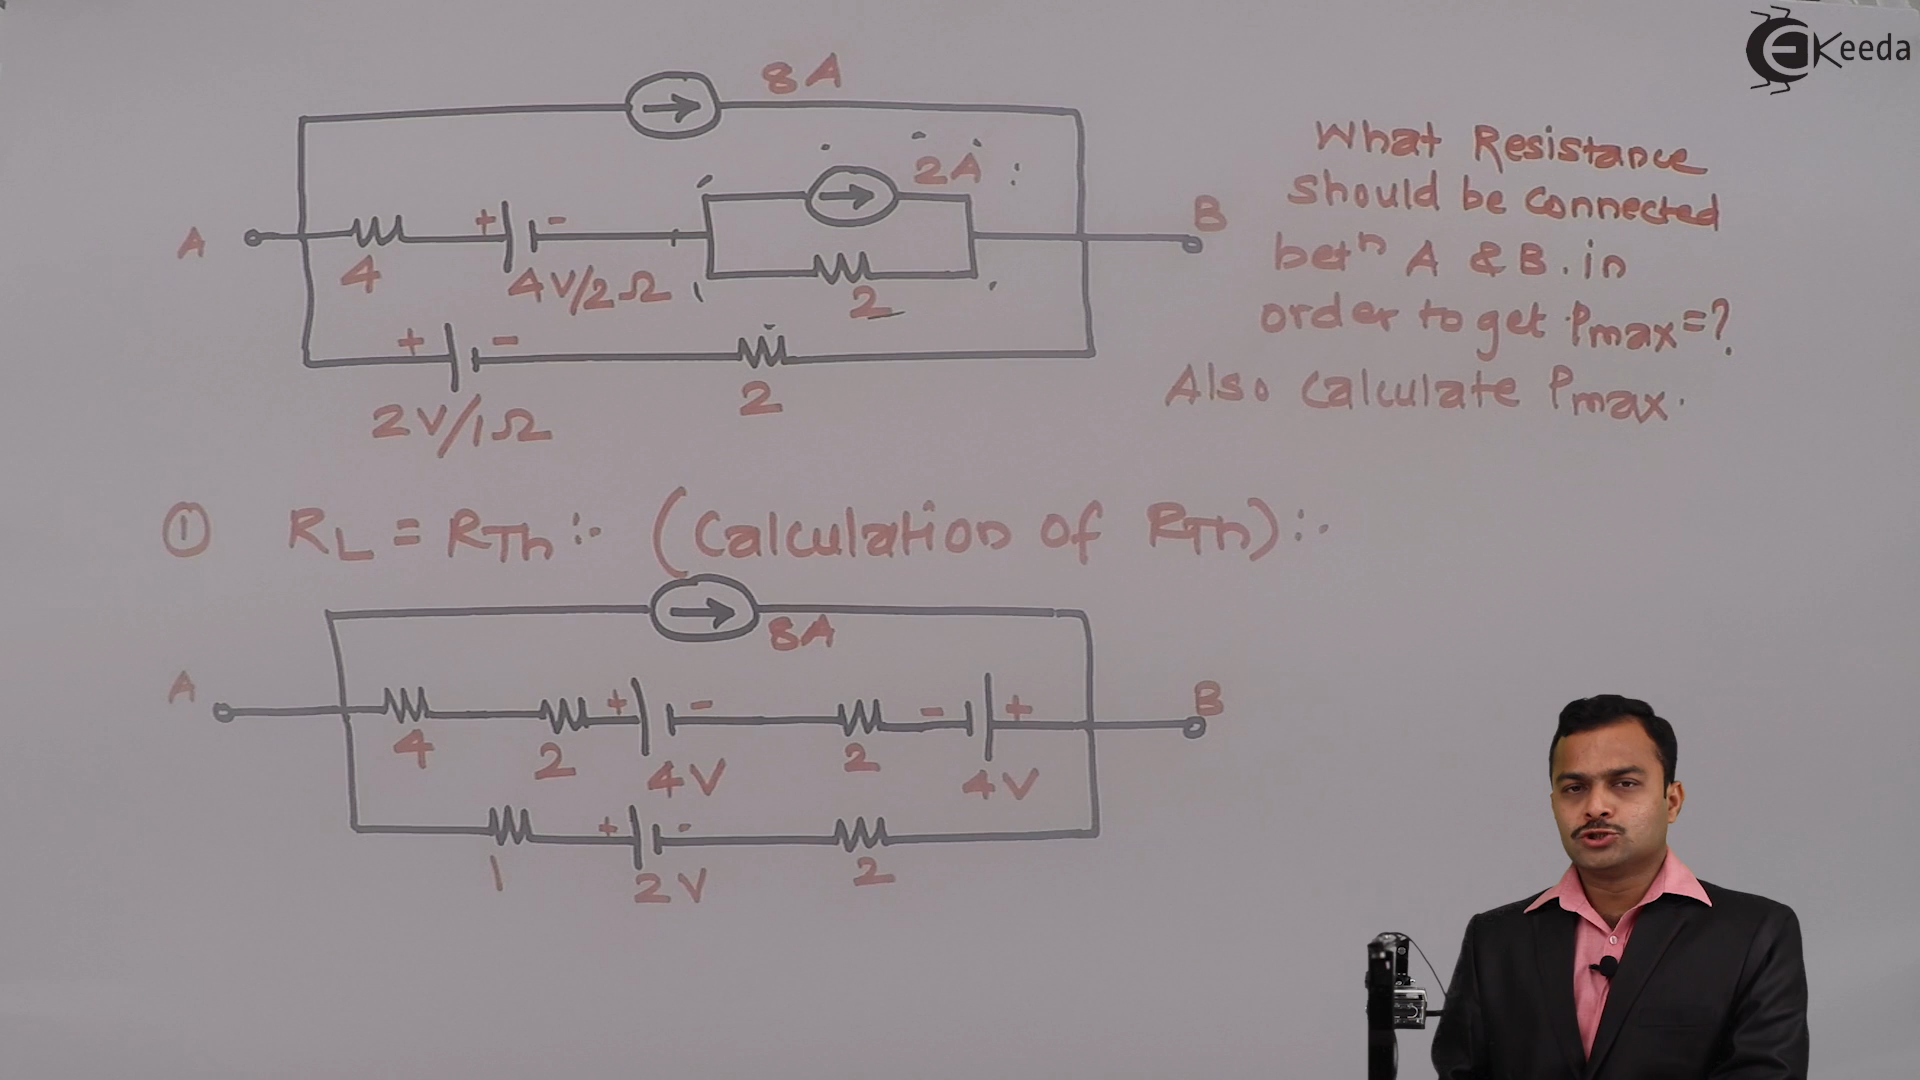 EKeeda
8A
2A
A
4
+
-
4V/2Ω
2
B
+
-
2V/1Ω
2
What Resistance
should be connected
betn A & B. in
order to get Pmax=?
Also calculate Pmax.
① RL = RTh :- (Calculation of RTh) :-
8A
A
4
2
+
-
4V
2
-
+
4V
B
1
+
-
2V
2